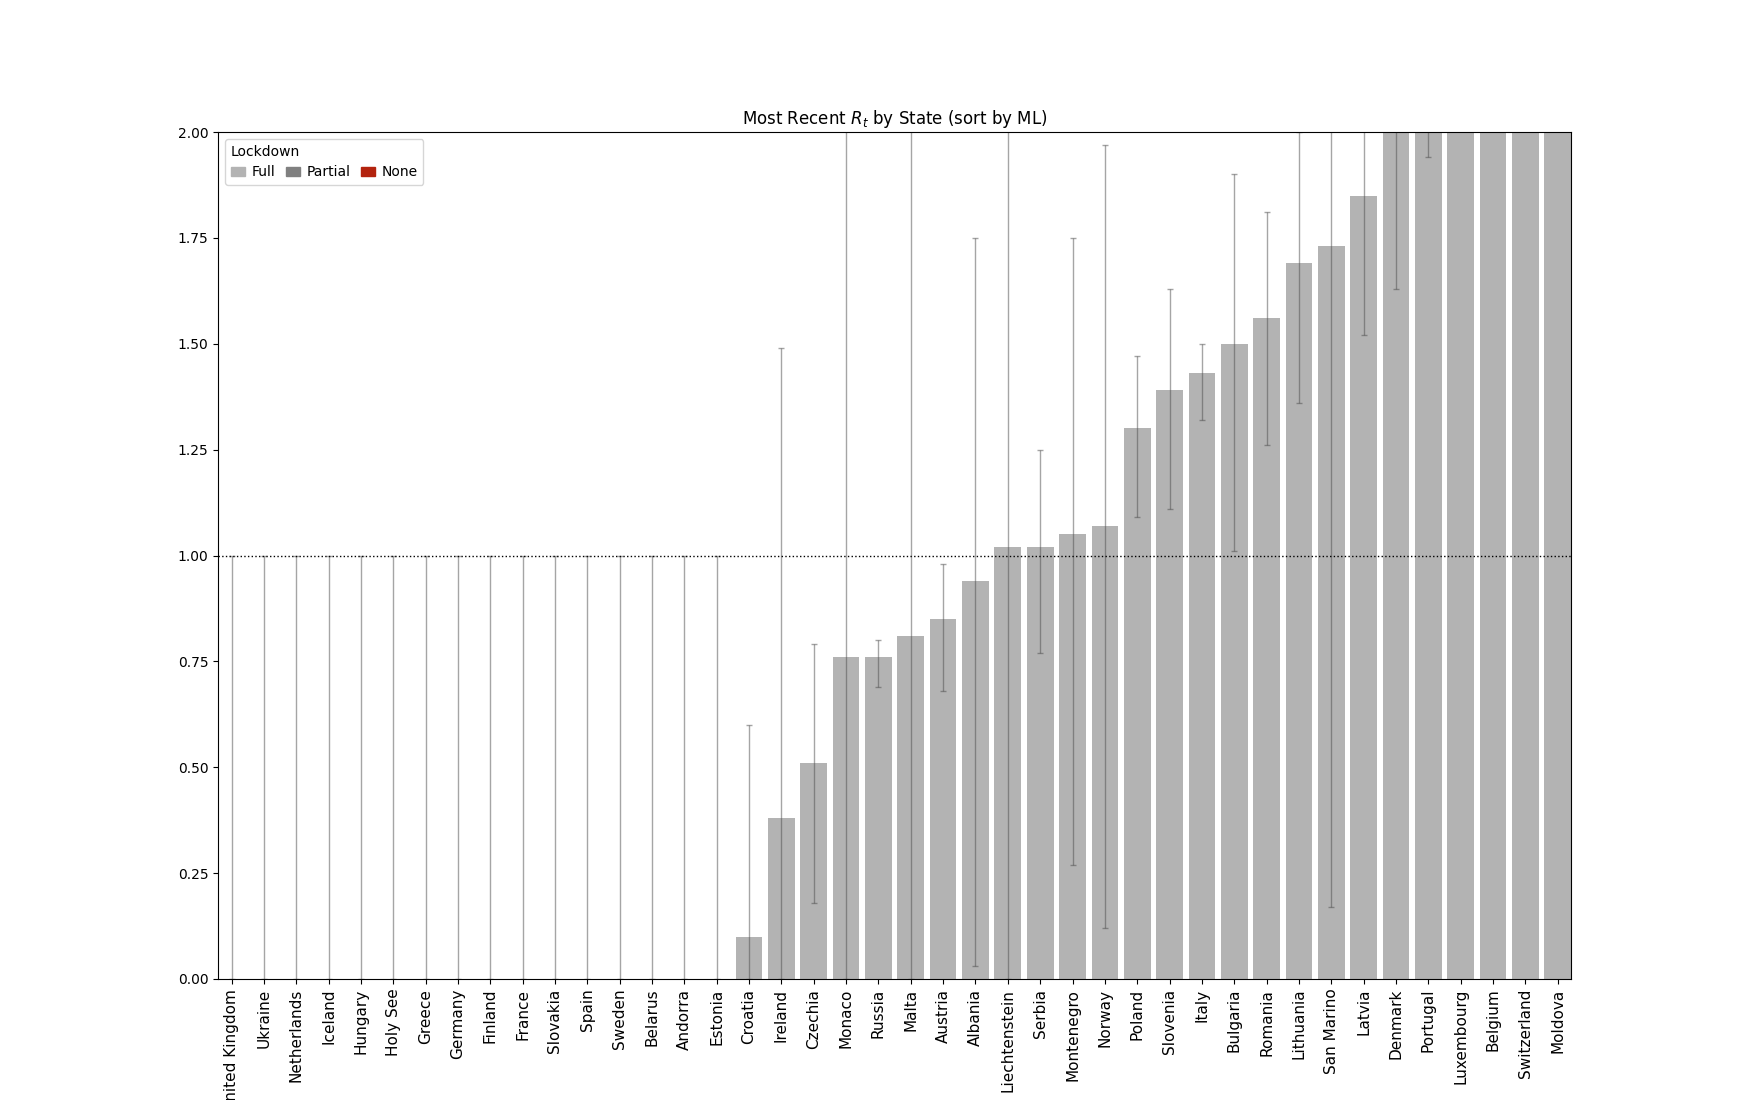 Most Recent Rt by State (sort by ML)
Lockdown
Full Partial None
2.00
1.75
1.50
1.25
1.00
0.75
0.50
0.25
0.00
nited Kingdom
Ukraine
Netherlands
Iceland
Hungary
Holy See
Greece
Germany
Finland
France
Slovakia
Spain
Sweden
Belarus
Andorra
Estonia
Croatia
Ireland
Czechia
Monaco
Russia
Malta
Austria
Albania
Liechtenstein
Serbia
Montenegro
Norway
Poland
Slovenia
Italy
Bulgaria
Romania
Lithuania
San Marino
Latvia
Denmark
Portugal
Luxembourg
Belgium
Switzerland
Moldova